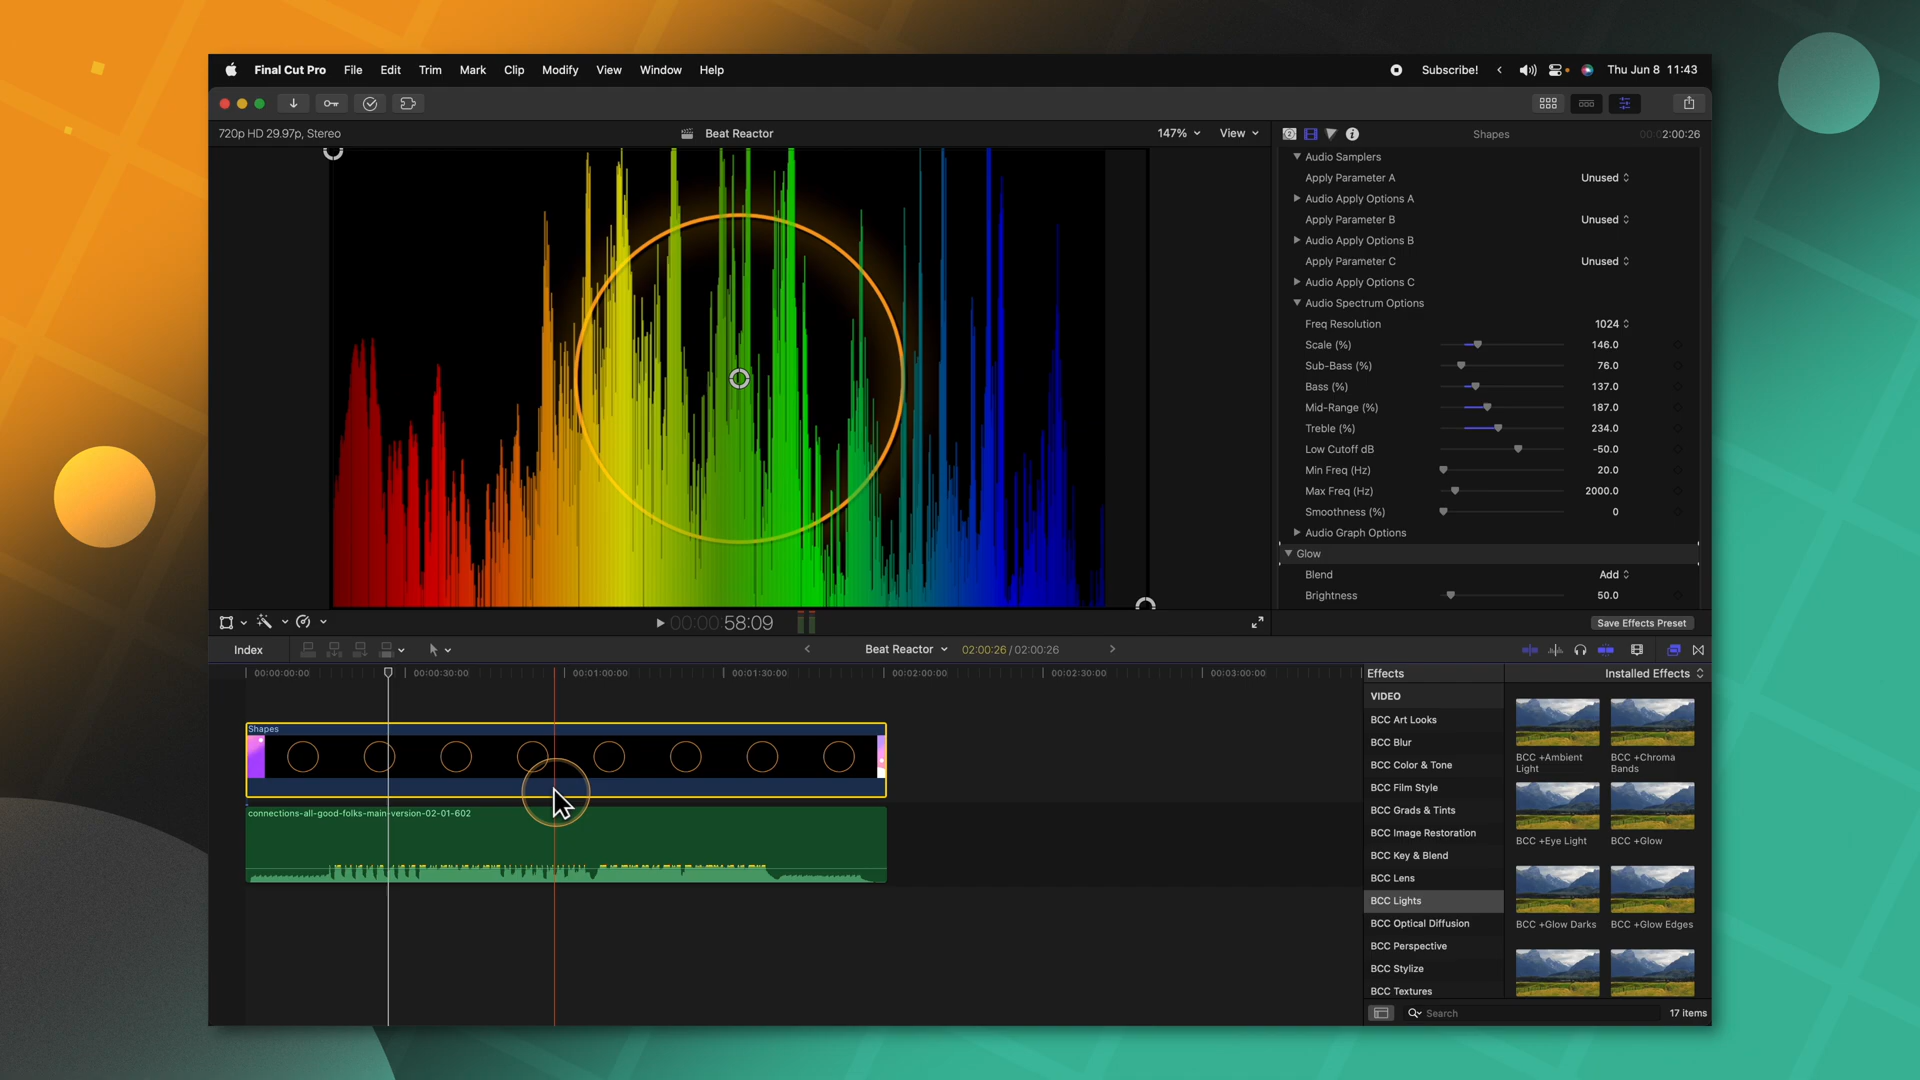 Final Cut Pro File Edit Trim Mark Clip Modify View Window Help
Subscribe! Thu Jun 8 11:43
720p HD 29.97p, Stereo
Beat Reactor
147% View
Shapes
00:02:00:26
Audio Samplers
Apply Parameter A Unused
Audio Apply Options A
Apply Parameter B Unused
Audio Apply Options B
Apply Parameter C Unused
Audio Apply Options C
Audio Spectrum Options
Freq Resolution 1024
Scale (%) 146.0
Sub-Bass (%) 76.0
Bass (%) 137.0
Mid-Range (%) 187.0
Treble (%) 234.0
Low Cutoff dB -50.0
Min Freq (Hz) 20.0
Max Freq (Hz) 2000.0
Smoothness (%) 0
Audio Graph Options
Glow
Blend Add
Brightness 50.0
00:00:58:09
Save Effects Preset
Index
Beat Reactor
02:00:26 / 02:00:26
00:00:00:00 00:00:30:00 00:01:00:00 00:01:30:00 00:02:00:00 00:02:30:00 00:03:00:00
Shapes
connections-all-good-folks-main-version-02-01-602
Effects
Installed Effects
VIDEO
BCC Art Looks
BCC Blur
BCC Color & Tone
BCC Film Style
BCC Grads & Tints
BCC Image Restoration
BCC Key & Blend
BCC Lens
BCC Lights
BCC Optical Diffusion
BCC Perspective
BCC Stylize
BCC Textures
BCC +Ambient
Light
BCC +Chroma
Bands
BCC +Eye Light
BCC +Glow
BCC +Glow Darks
BCC +Glow Edges
Search
17 items